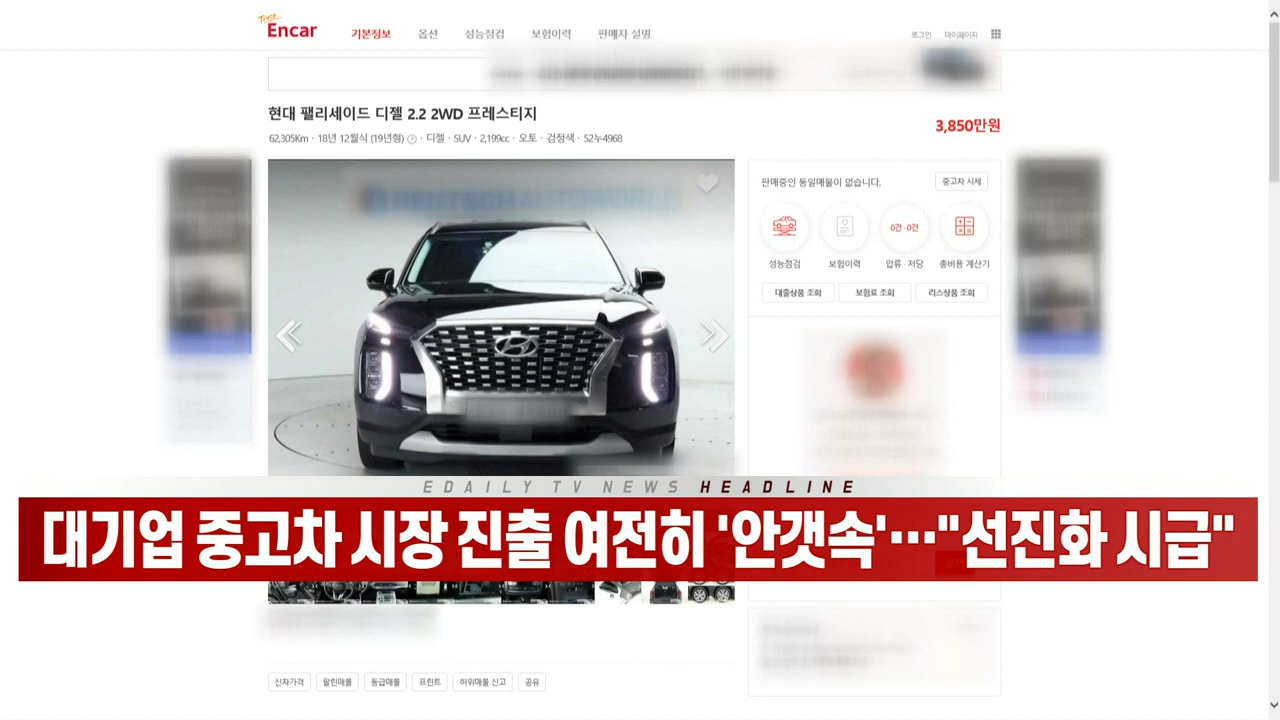 Trust
Encar
기본정보 옵션 성능점검 보험이력 판매자 설명
로그인 마이페이지
현대 팰리세이드 디젤 2.2 2WD 프레스티지
3,850만원
62,305Km · 18년 12월식 (19년형) ? · 디젤 · SUV · 2,199cc · 오토 · 검정색 · 52누4968
판매중인 동일매물이 없습니다.
중고차 시세
0건 · 0건
성능점검 보험이력 압류 · 저당 총비용 계산기
대출상품 조회 보험료 조회 리스상품 조회
EDAILY TV NEWS HEADLINE
대기업 중고차 시장 진출 여전히 '안갯속'…"선진화 시급"
신차가격 팔린매물 동급매물 프린트 허위매물 신고 공유